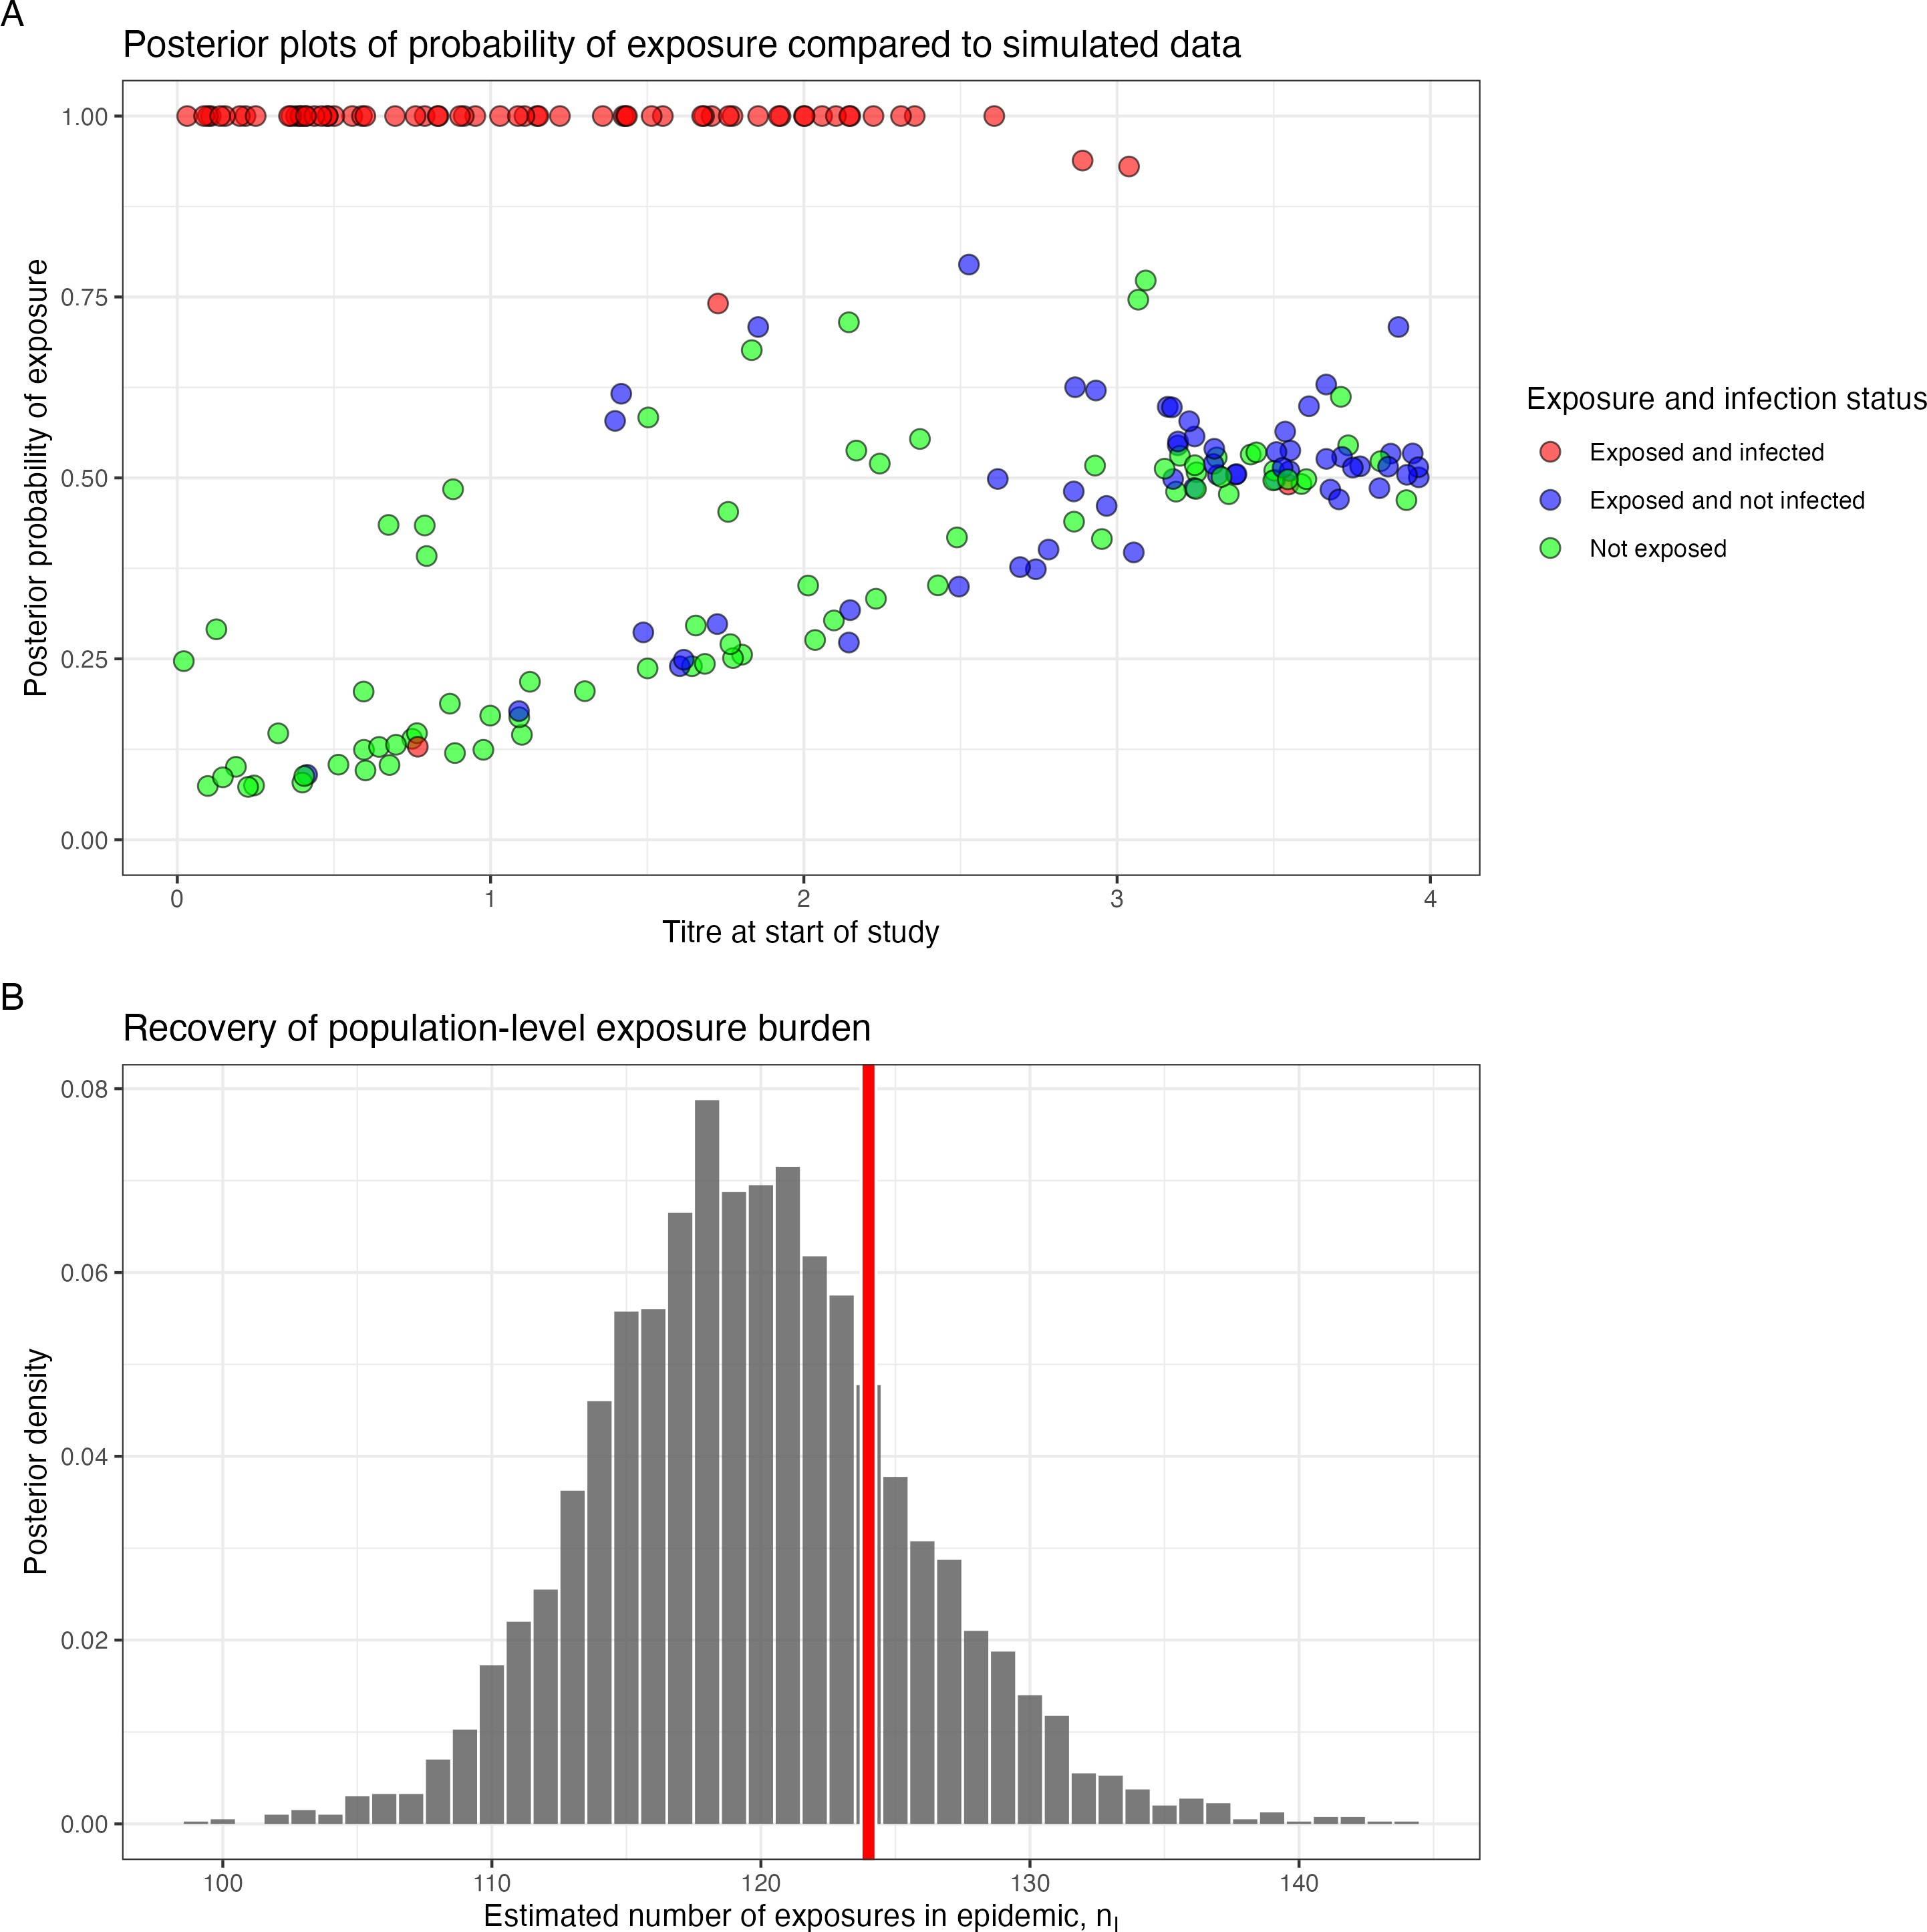 A
Posterior plots of probability of exposure compared to simulated data
Posterior probability of exposure
1.00
0.75
0.50
0.25
0.00
0 1 2 3 4
Titre at start of study
Exposure and infection status
Exposed and infected
Exposed and not infected
Not exposed
B
Recovery of population-level exposure burden
Posterior density
0.08
0.06
0.04
0.02
0.00
100 110 120 130 140
Estimated number of exposures in epidemic, nI